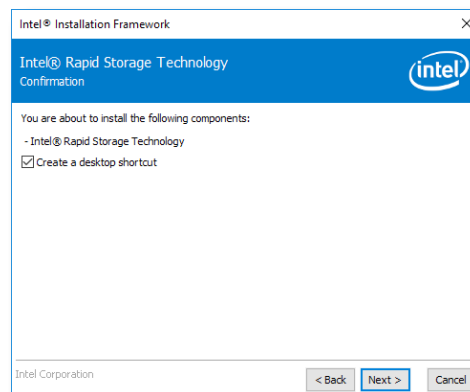 Intel® Installation Framework
Intel® Rapid Storage Technology
Confirmation
intel
You are about to install the following components:
- Intel® Rapid Storage Technology
Create a desktop shortcut
Intel Corporation
< Back Next > Cancel